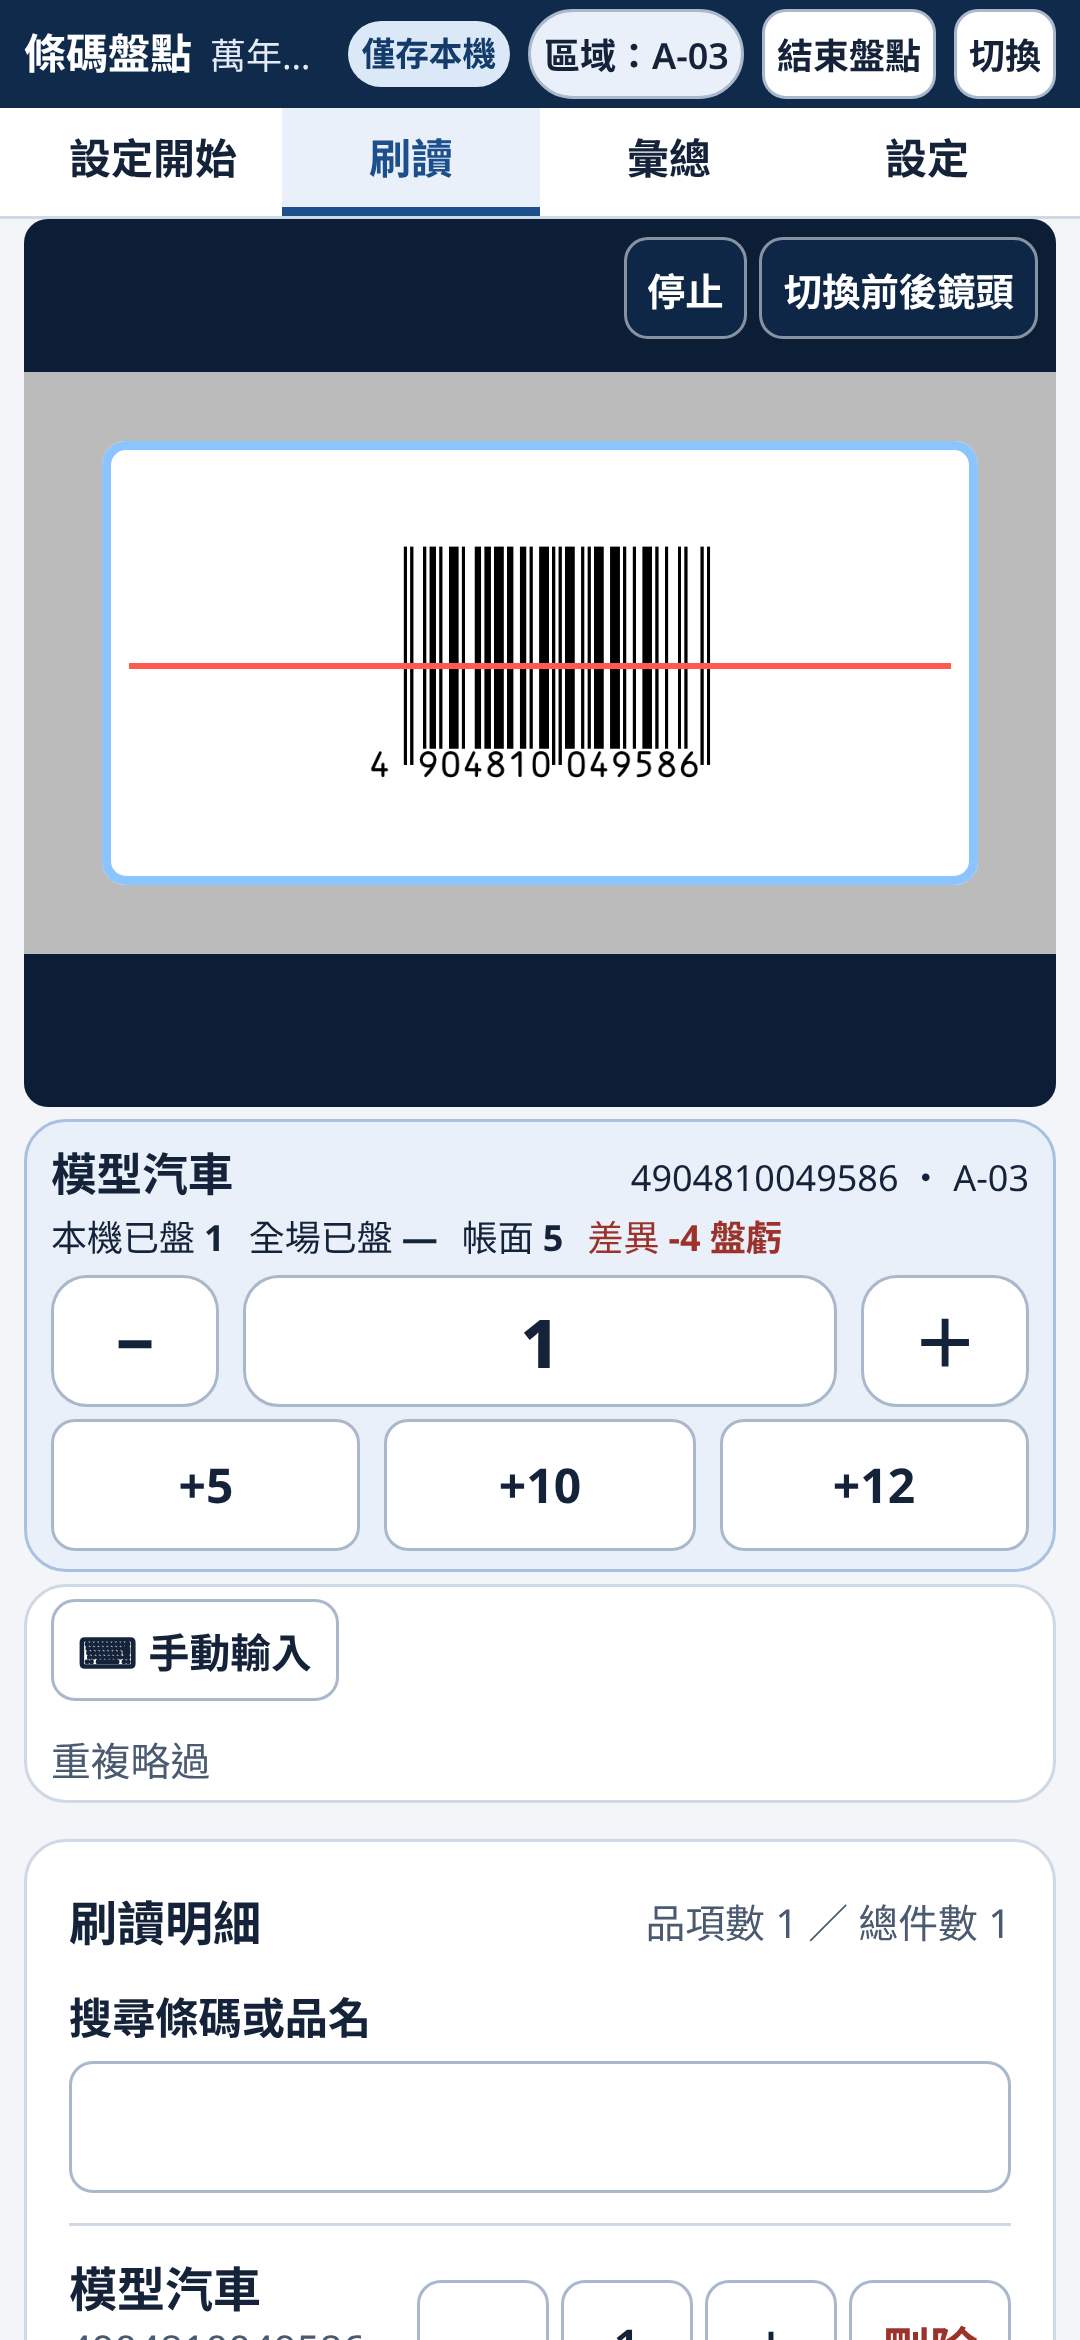 條碼盤點 萬年... 僅存本機 區域：A-03 結束盤點 切換
設定開始 刷讀 彙總 設定
停止 切換前後鏡頭
4 904810 049586
模型汽車 4904810049586 ・ A-03
本機已盤 1 全場已盤 — 帳面 5 差異 -4 盤虧
− 1 +
+5 +10 +12
⌨ 手動輸入
重複略過
刷讀明細 品項數 1 ／ 總件數 1
搜尋條碼或品名
模型汽車
4904810049586 1 + 刪除